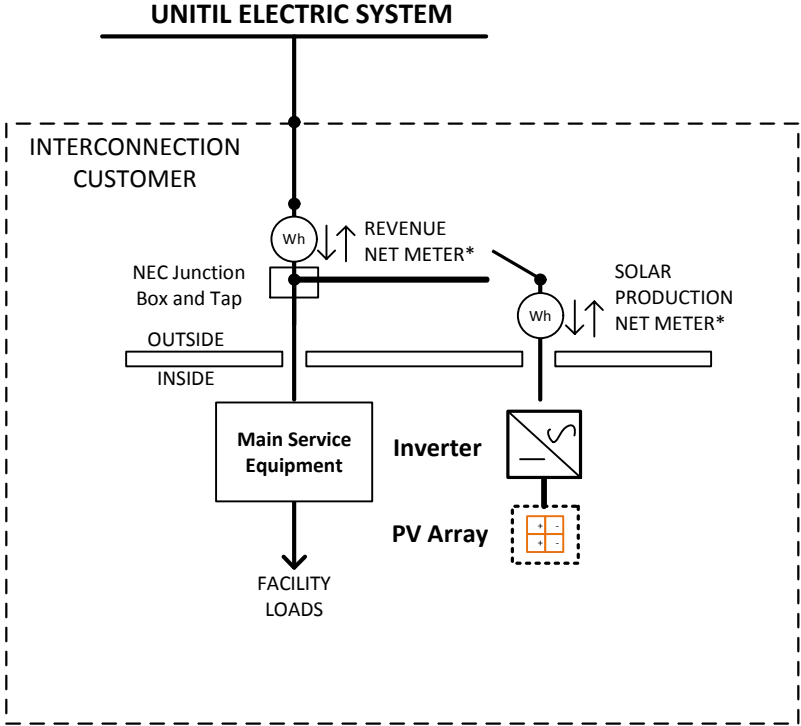 UNITIL ELECTRIC SYSTEM
INTERCONNECTION
CUSTOMER
Wh
REVENUE
NET METER*
NEC Junction
Box and Tap
SOLAR
PRODUCTION
NET METER*
Wh
OUTSIDE
INSIDE
Main Service
Equipment
Inverter
PV Array
+ -
+ -
FACILITY
LOADS